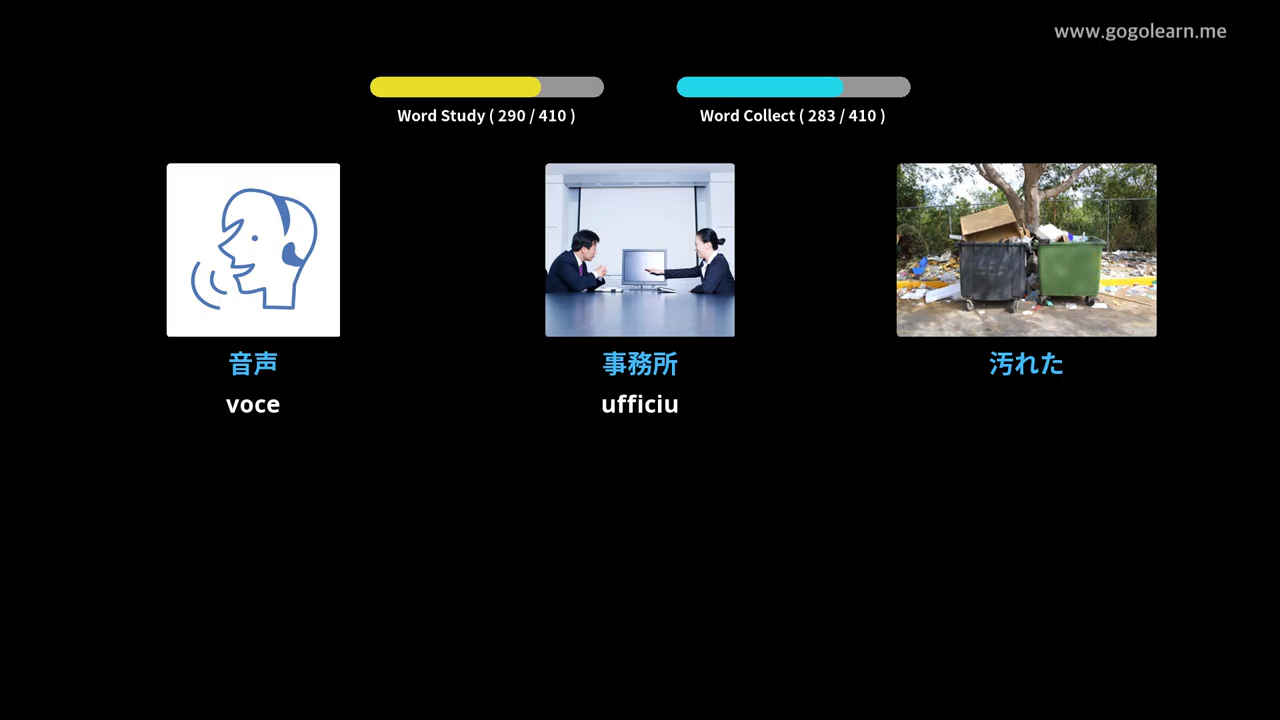 www.gogolearn.me
Word Study ( 290 / 410 )
Word Collect ( 283 / 410 )
音声
voce
事務所
ufficiu
汚れた